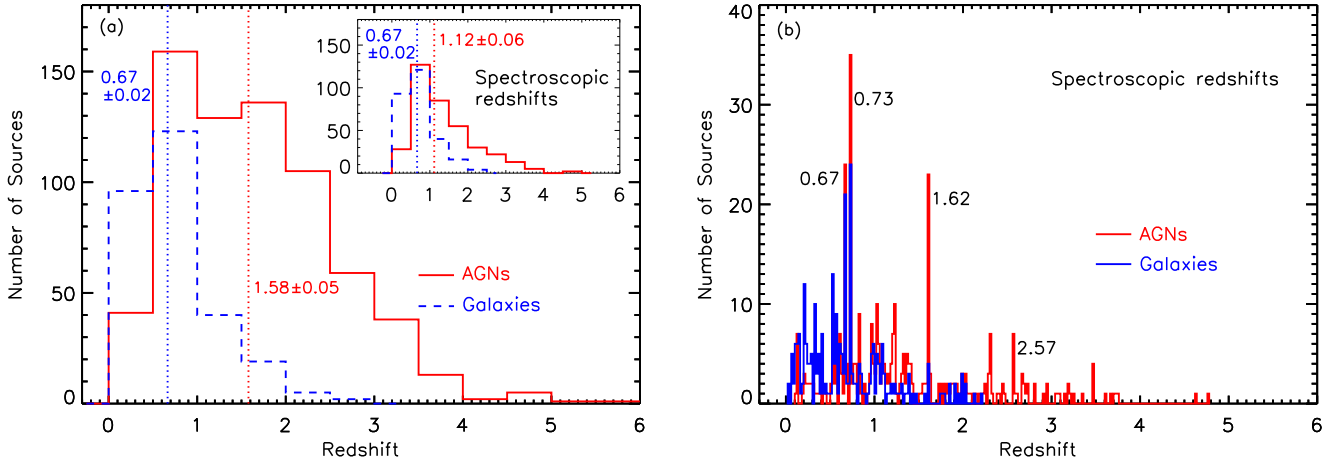 (a)
0.67
±0.02
1.58±0.05
AGNs
Galaxies
Number of Sources
0
50
100
150
0 1 2 3 4 5 6
Redshift
0.67
±0.02
1.12±0.06
Spectroscopic
redshifts
0
50
100
150
0 1 2 3 4 5 6
(b)
Spectroscopic redshifts
0.73
0.67
1.62
2.57
AGNs
Galaxies
Number of Sources
0
10
20
30
40
0 1 2 3 4 5 6
Redshift